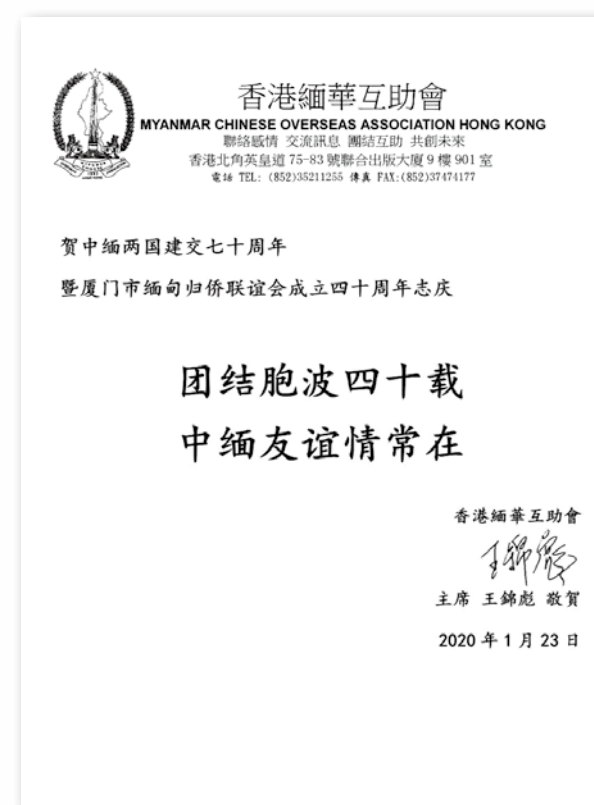 香港緬華互助會
MYANMAR CHINESE OVERSEAS ASSOCIATION HONG KONG
聯絡感情 交流訊息 團結互助 共創未來
香港北角英皇道 75-83 號聯合出版大廈 9 樓 901 室
電話 TEL: (852)35211255 傳真 FAX:(852)37474177
贺中缅两国建交七十周年
暨厦门市缅甸归侨联谊会成立四十周年志庆
团结胞波四十载
中缅友谊情常在
香港緬華互助會
王錦彪
主席 王錦彪 敬賀
2020 年 1 月 23 日